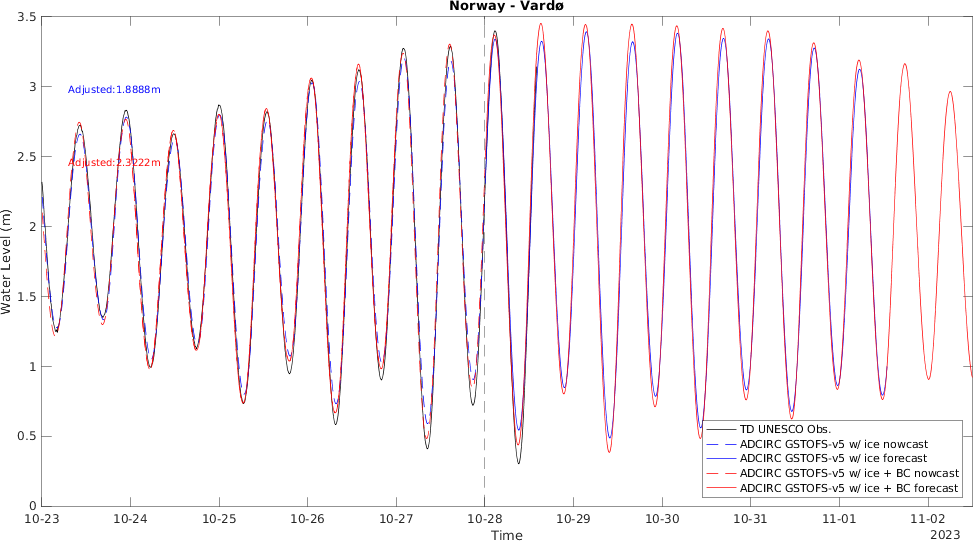 Norway - Vardø
Water Level (m)
3.5
3
2.5
2
1.5
1
0.5
0
Adjusted:1.8888m
Adjusted:2.3222m
TD UNESCO Obs.
ADCIRC GSTOFS-v5 w/ ice nowcast
ADCIRC GSTOFS-v5 w/ ice forecast
ADCIRC GSTOFS-v5 w/ ice + BC nowcast
ADCIRC GSTOFS-v5 w/ ice + BC forecast
10-23 10-24 10-25 10-26 10-27 10-28 10-29 10-30 10-31 11-01 11-02
2023
Time